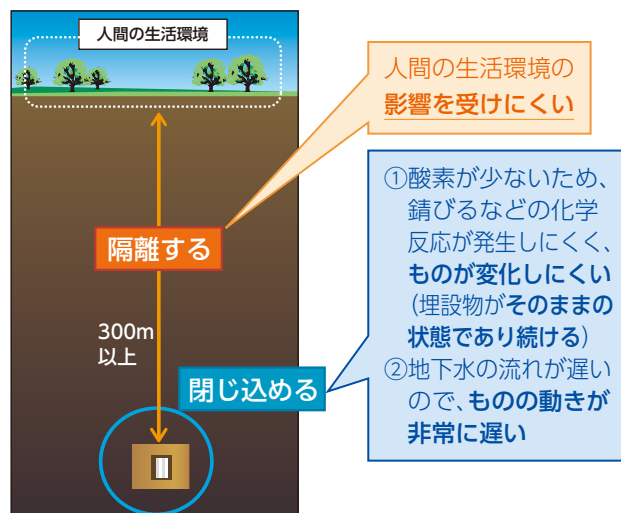 人間の生活環境
人間の生活環境の
影響を受けにくい
隔離する
300m
以上
閉じ込める
①酸素が少ないため、
錆びるなどの化学
反応が発生しにくく、
ものが変化しにくい
(埋設物がそのままの
状態であり続ける)
②地下水の流れが遅い
ので、ものの動きが
非常に遅い